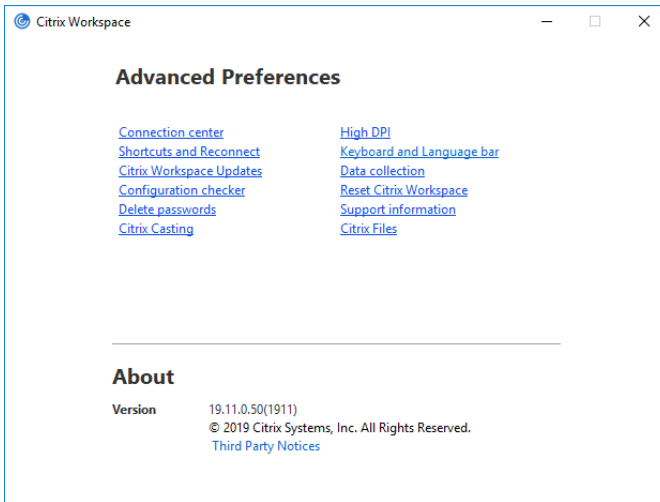 Citrix Workspace
Advanced Preferences
Connection center
Shortcuts and Reconnect
Citrix Workspace Updates
Configuration checker
Delete passwords
Citrix Casting
High DPI
Keyboard and Language bar
Data collection
Reset Citrix Workspace
Support information
Citrix Files
About
Version 19.11.0.50(1911)
© 2019 Citrix Systems, Inc. All Rights Reserved.
Third Party Notices